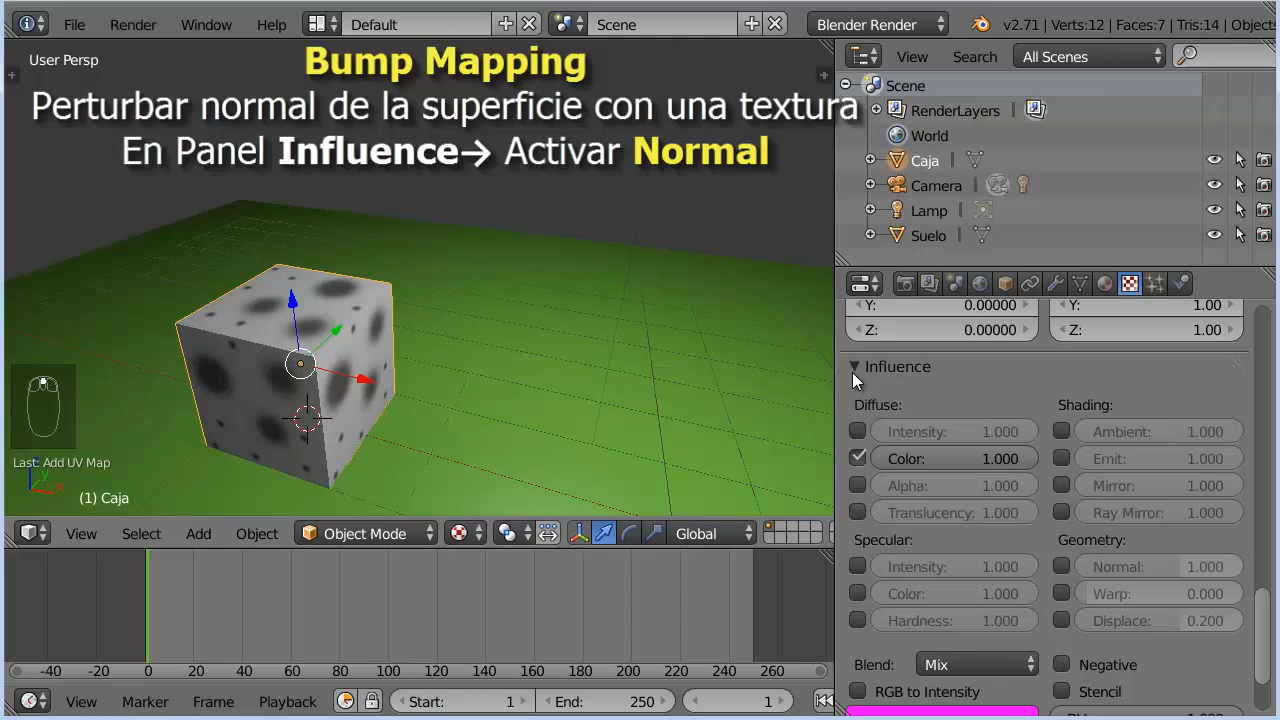 File Render Window Help Default Scene Blender Render v2.71 | Verts:12 | Faces:7 | Tris:14 | Objects
User Persp
Bump Mapping
Perturbar normal de la superficie con una textura
En Panel Influence→ Activar Normal
Last: Add UV Map
z
y
x
(1) Caja
View Select Add Object Object Mode Global
-40 -20 0 20 40 60 80 100 120 140 160 180 200 220 240 260
View Marker Frame Playback Start: 1 End: 250 1
View Search All Scenes
Scene
RenderLayers |
World
Caja |
Camera |
Lamp |
Suelo |
Y: 0.00000 Y: 1.00
Z: 0.00000 Z: 1.00
Influence
Diffuse: Shading:
Intensity: 1.000 Ambient: 1.000
Color: 1.000 Emit: 1.000
Alpha: 1.000 Mirror: 1.000
Translucency: 1.000 Ray Mirror: 1.000
Specular: Geometry:
Intensity: 1.000 Normal: 1.000
Color: 1.000 Warp: 0.000
Hardness: 1.000 Displace: 0.200
Blend: Mix Negative
RGB to Intensity Stencil